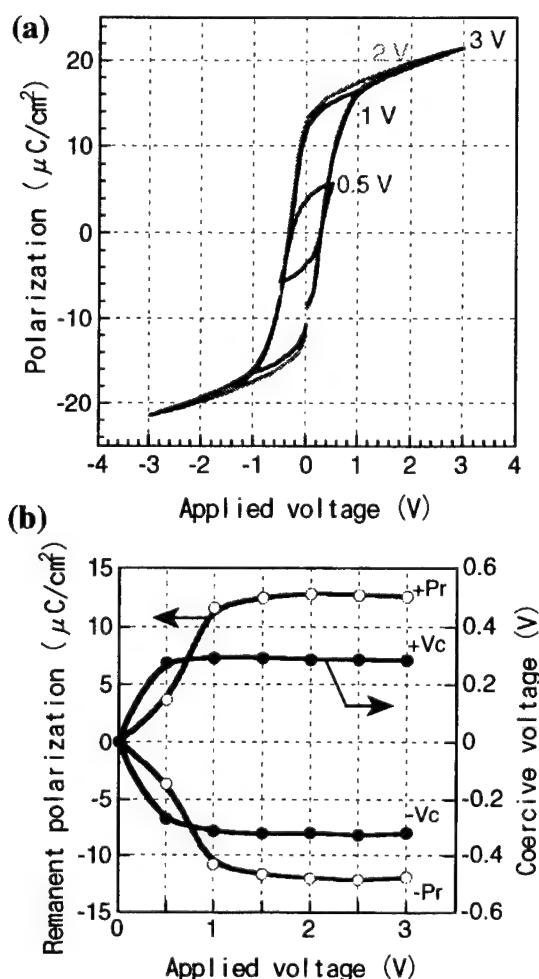 (a)
Polarization (μC/cm²)
20
10
0
-10
-20
2 V
3 V
1 V
0.5 V
-4 -3 -2 -1 0 1 2 3 4
Applied voltage (V)
(b)
Remanent polarization (μC/cm²)
15
10
5
0
-5
-10
-15
+Pr
+Vc
-Vc
-Pr
0.6
0.4
0.2
0
-0.2
-0.4
-0.6
Coercive voltage (V)
0 1 2 3
Applied voltage (V)